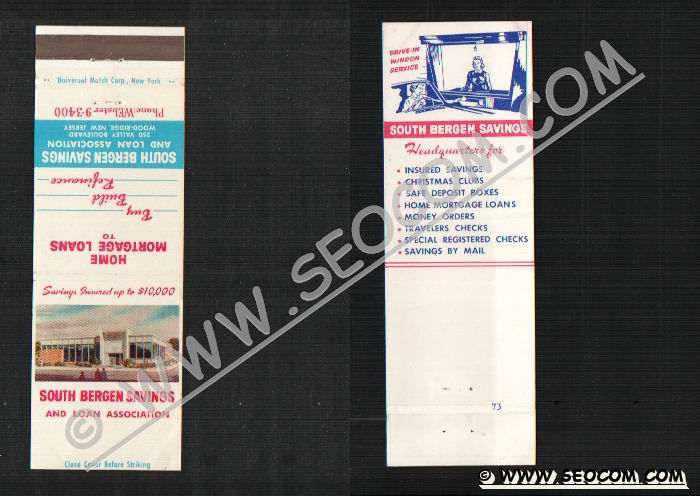 Universal Match Corp., New York
Phone: WEbster 9-3400
SOUTH BERGEN SAVINGS
AND LOAN ASSOCIATION
250 VALLEY BOULEVARD
WOOD-RIDGE, NEW JERSEY
Buy
Build
Refinance
HOME
MORTGAGE LOANS
TO
Savings Insured up to $10,000
SOUTH BERGEN SAVINGS
AND LOAN ASSOCIATION
Close Cover Before Striking
DRIVE-IN
WINDOW
SERVICE
SOUTH BERGEN SAVINGS
Headquarters for
• INSURED SAVINGS
• CHRISTMAS CLUBS
• SAFE DEPOSIT BOXES
• HOME MORTGAGE LOANS
• MONEY ORDERS
• TRAVELERS CHECKS
• SPECIAL REGISTERED CHECKS
• SAVINGS BY MAIL
73
© WWW.SEOCOM.COM
© WWW.SEOCOM.COM ©